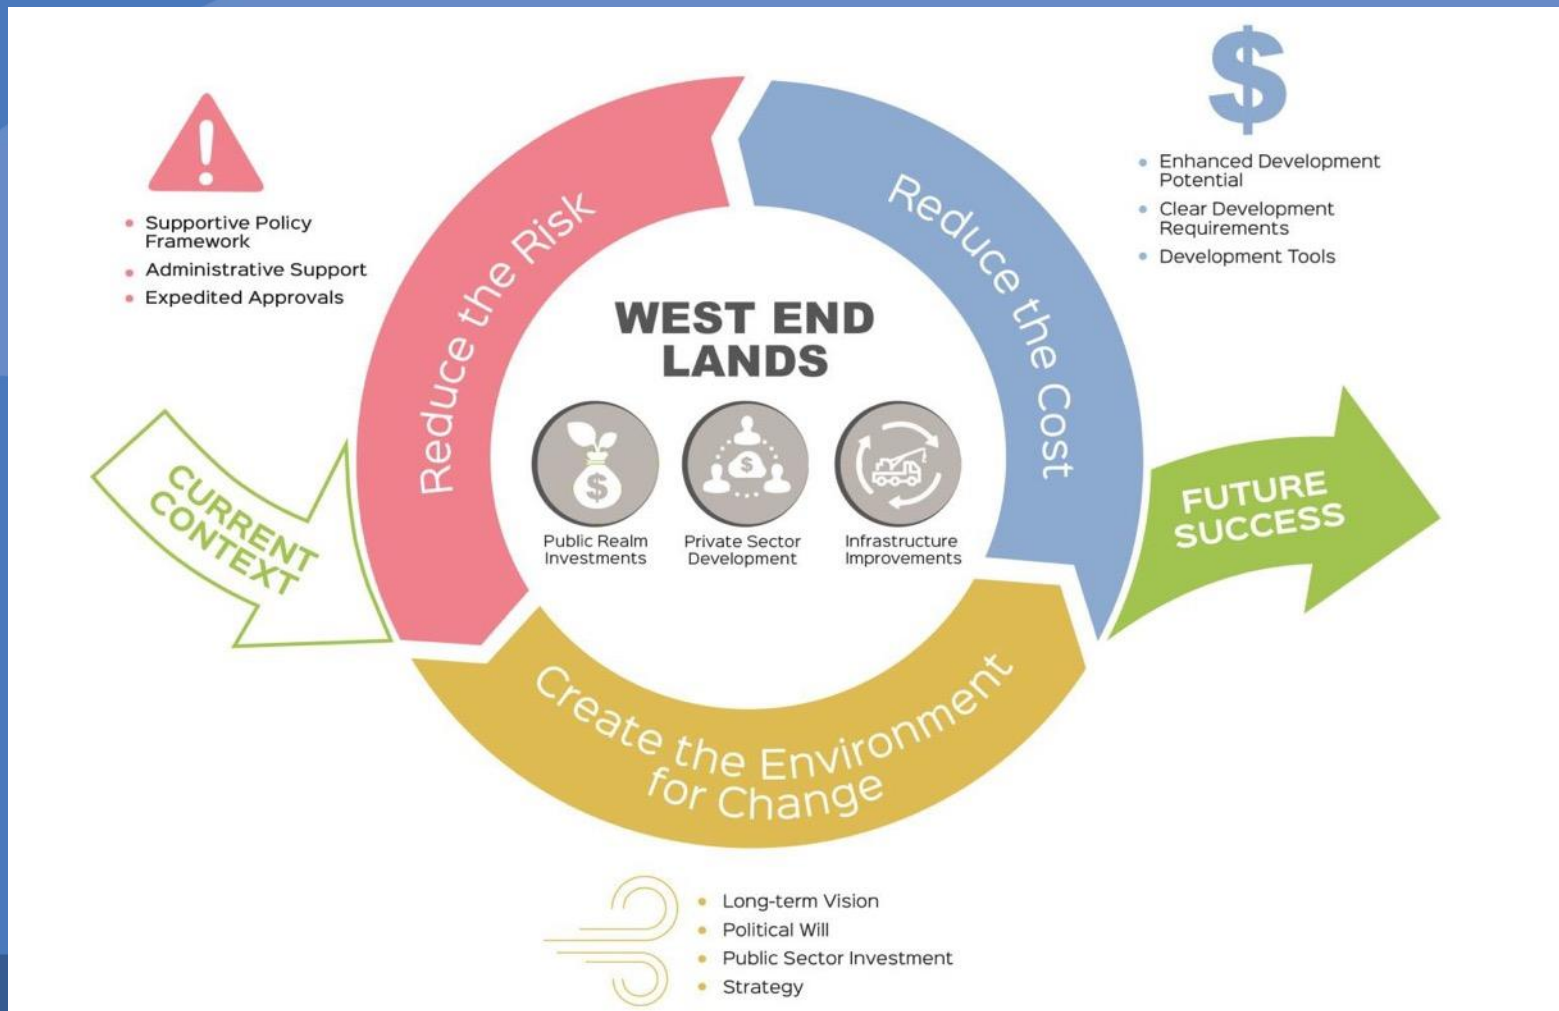 $
Supportive Policy
Framework
Administrative Support
Expedited Approvals
Enhanced Development
Potential
Clear Development
Requirements
Development Tools
Reduce the Risk
Reduce the Cost
WEST END
LANDS
$
$
Public Realm
Investments
Private Sector
Development
Infrastructure
Improvements
CURRENT
CONTEXT
FUTURE
SUCCESS
Create the Environment
for Change
Long-term Vision
Political Will
Public Sector Investment
Strategy